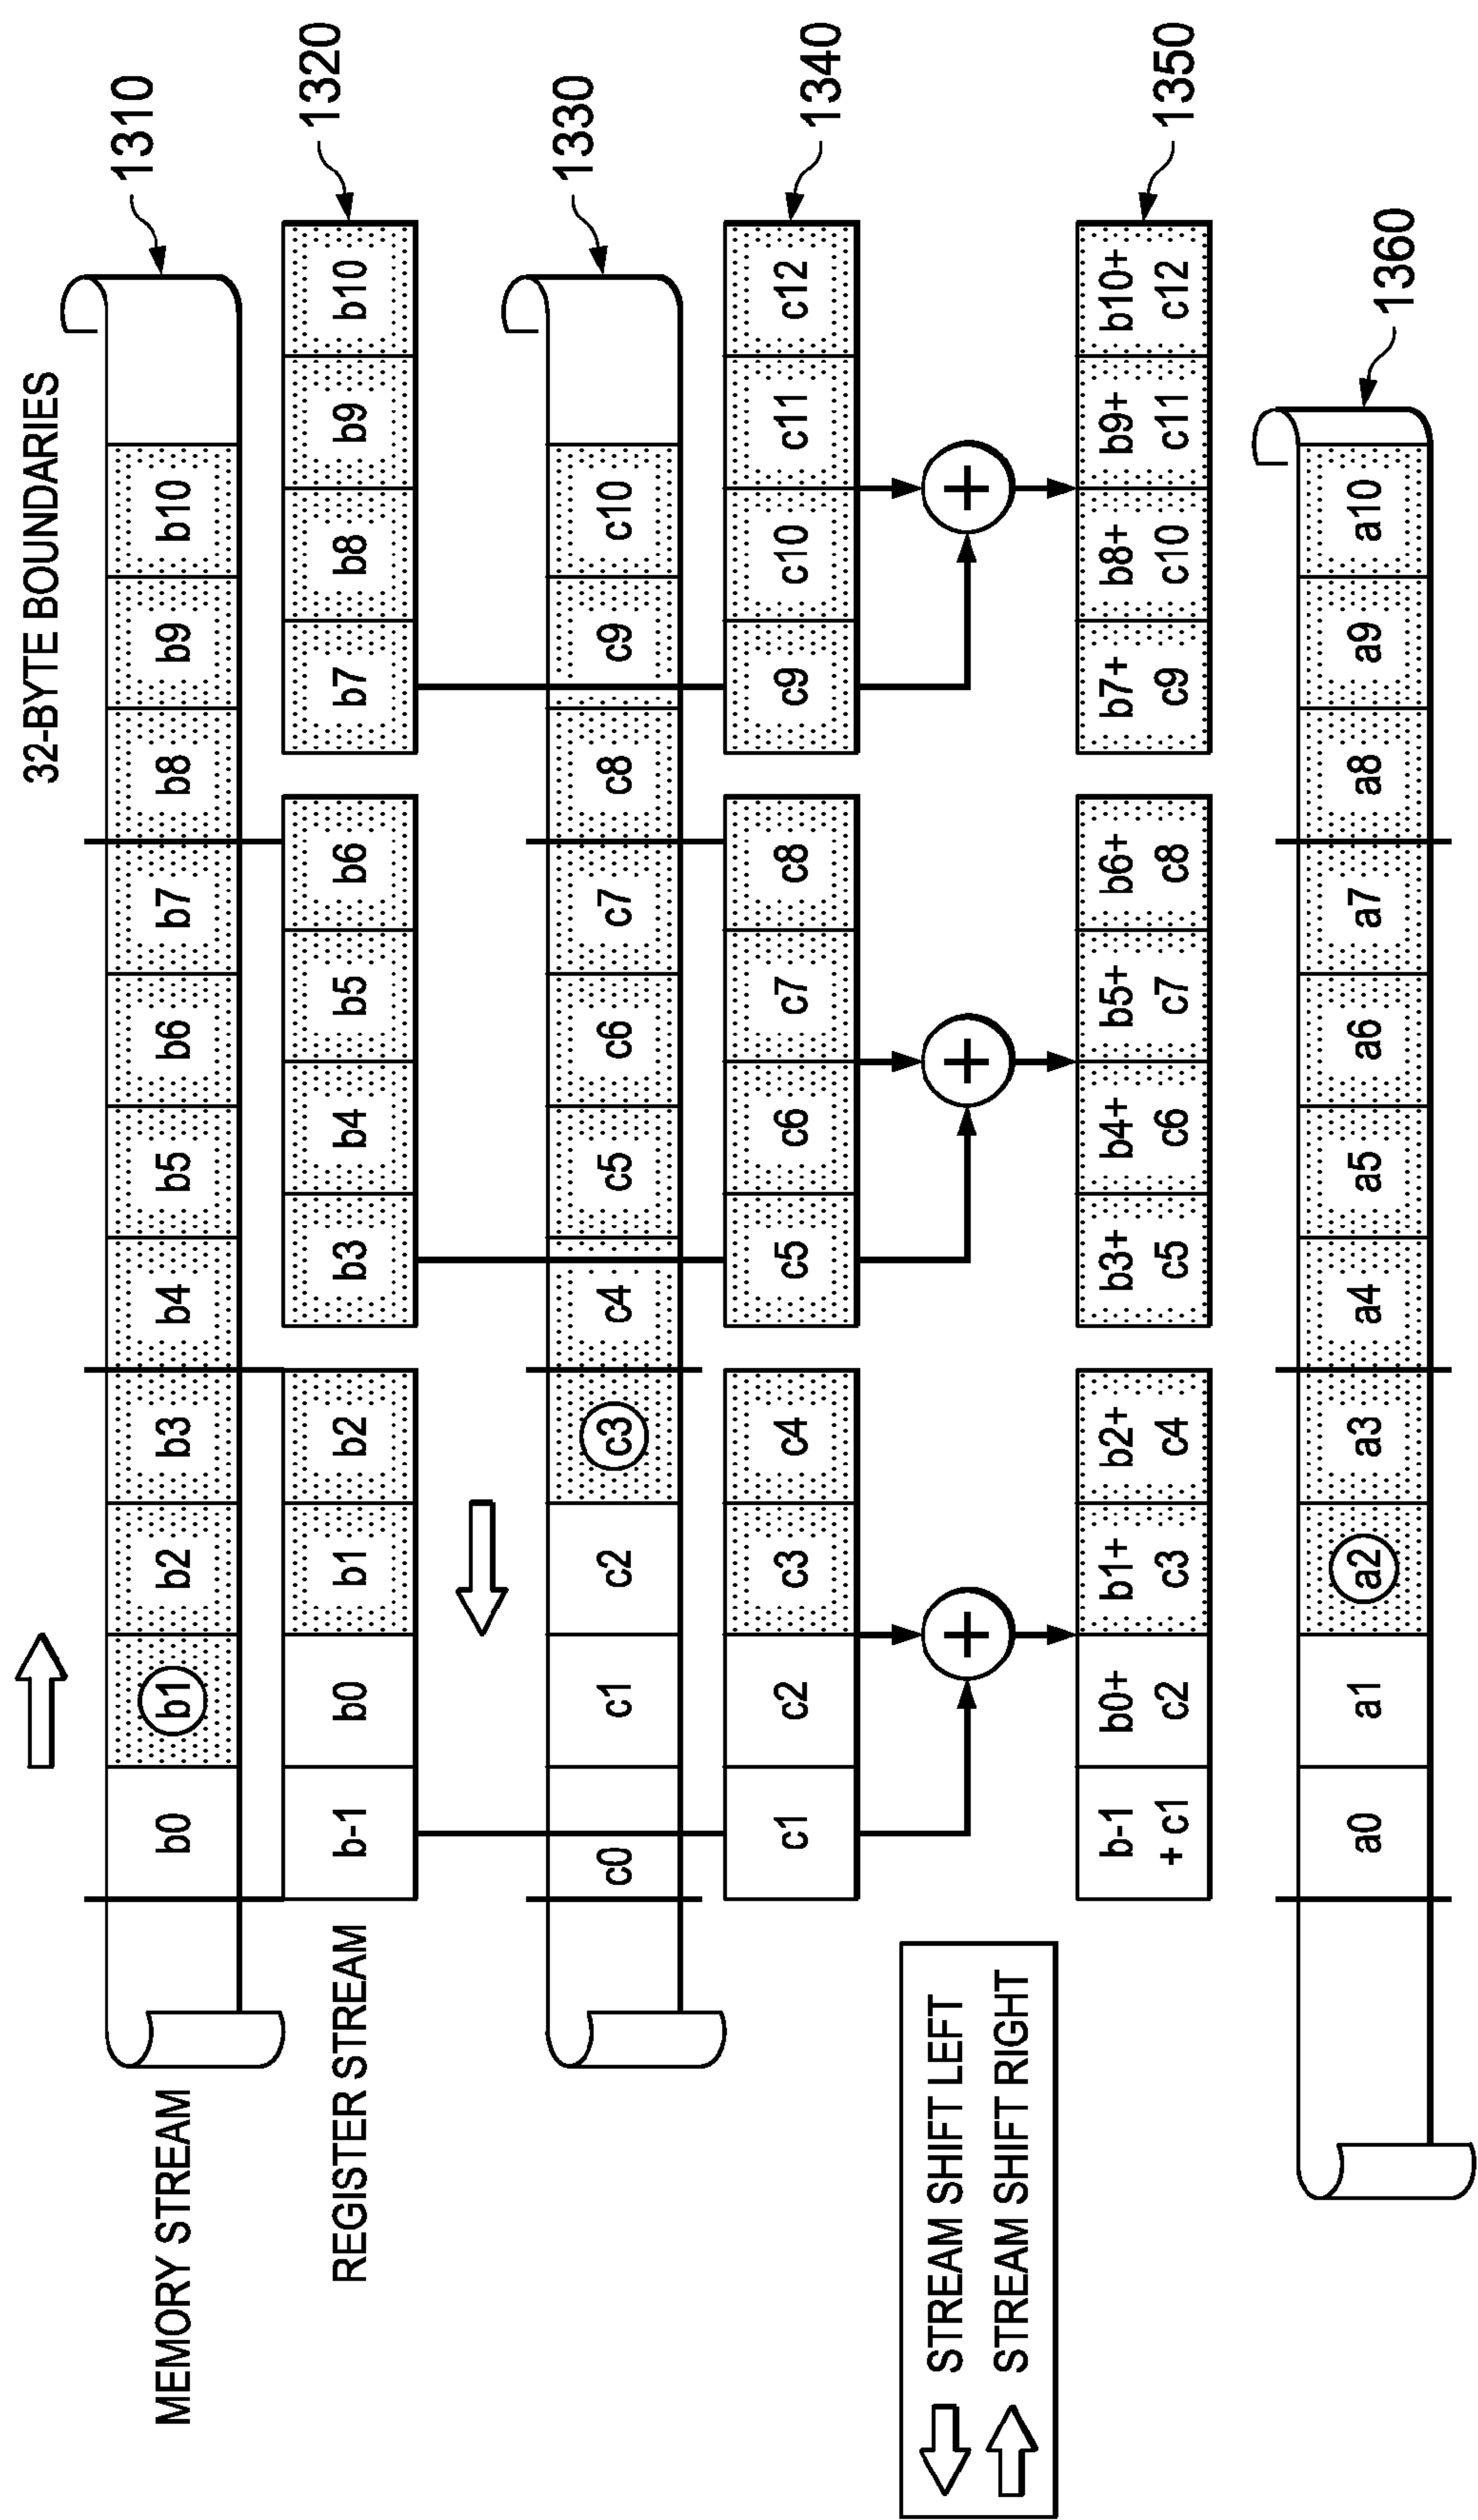 32-BYTE BOUNDARIES
MEMORY STREAM
b0 b1 b2 b3 b4 b5 b6 b7 b8 b9 b10
1310
REGISTER STREAM
b-1 b0 b1 b2
b3 b4 b5 b6
b7 b8 b9 b10
1320
c0 c1 c2 c3 c4 c5 c6 c7 c8 c9 c10
1330
c1 c2 c3 c4
c5 c6 c7 c8
c9 c10 c11 c12
1340
+ + +
STREAM SHIFT LEFT
STREAM SHIFT RIGHT
b-1 b0+ b1+ b2+
+ c1 c2 c3 c4
b3+ b4+ b5+ b6+
c5 c6 c7 c8
b7+ b8+ b9+ b10+
c9 c10 c11 c12
1350
a0 a1 a2 a3 a4 a5 a6 a7 a8 a9 a10
1360